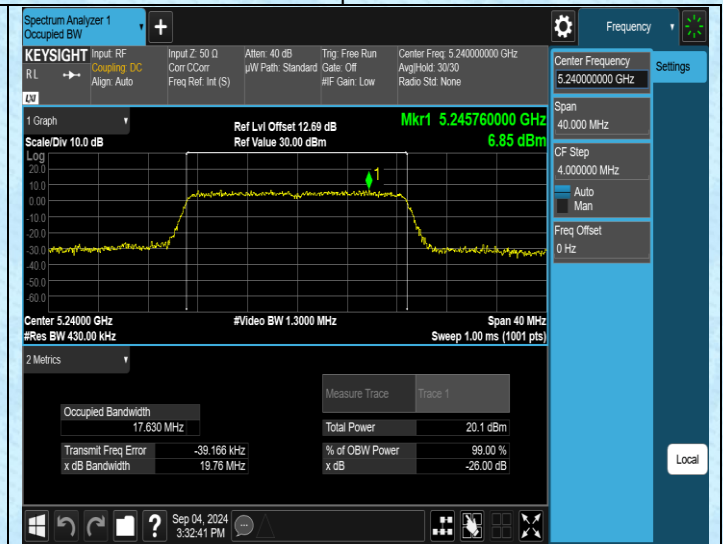 Spectrum Analyzer 1
Occupied BW
+
Frequency
KEYSIGHT
RL
LXI
Input: RF
Coupling: DC
Align: Auto
Input Z: 50 Ω
Corr CCorr
Freq Ref: Int (S)
Atten: 40 dB
µW Path: Standard
Trig: Free Run
Gate: Off
#IF Gain: Low
Center Freq: 5.240000000 GHz
Avg|Hold: 30/30
Radio Std: None
Center Frequency
5.240000000 GHz
Settings
Span
40.000 MHz
CF Step
4.000000 MHz
Auto
Man
Freq Offset
0 Hz
1 Graph
Scale/Div 10.0 dB
Ref Lvl Offset 12.69 dB
Ref Value 30.00 dBm
Mkr1 5.245760000 GHz
6.85 dBm
Log
20.0
10.0
0.00
-10.0
-20.0
-30.0
-40.0
-50.0
-60.0
1
Center 5.24000 GHz
#Res BW 430.00 kHz
#Video BW 1.3000 MHz
Span 40 MHz
Sweep 1.00 ms (1001 pts)
2 Metrics
Measure Trace Trace 1
Occupied Bandwidth
17.630 MHz
Total Power 20.1 dBm
Transmit Freq Error -39.166 kHz
% of OBW Power 99.00 %
x dB Bandwidth 19.76 MHz
x dB -26.00 dB
Local
?
Sep 04, 2024
3:32:41 PM